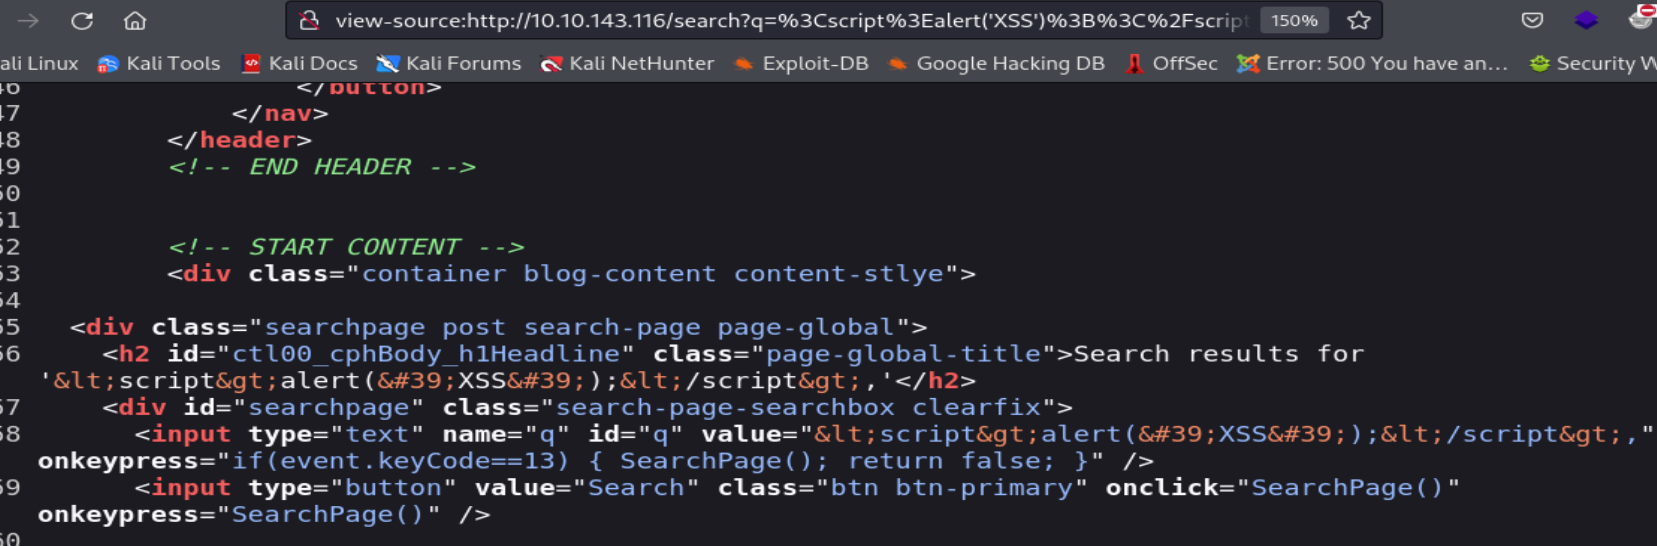 view-source:http://10.10.143.116/search?q=%3Cscript%3Ealert('XSS')%3B%3C%2Fscript 150%
ali Linux Kali Tools Kali Docs Kali Forums Kali NetHunter Exploit-DB Google Hacking DB OffSec Error: 500 You have an... Security W
46 </button>
47 </nav>
48 </header>
49 <!-- END HEADER -->
50
51
52 <!-- START CONTENT -->
53 <div class="container blog-content content-stlye">
54
55 <div class="searchpage post search-page page-global">
56 <h2 id="ctl00_cphBody_h1Headline" class="page-global-title">Search results for
'&lt;script&gt;alert(&#39;XSS&#39;);&lt;/script&gt;,'</h2>
57 <div id="searchpage" class="search-page-searchbox clearfix">
58 <input type="text" name="q" id="q" value="&lt;script&gt;alert(&#39;XSS&#39;);&lt;/script&gt;,"
onkeypress="if(event.keyCode==13) { SearchPage(); return false; }" />
59 <input type="button" value="Search" class="btn btn-primary" onclick="SearchPage()"
onkeypress="SearchPage()" />
60